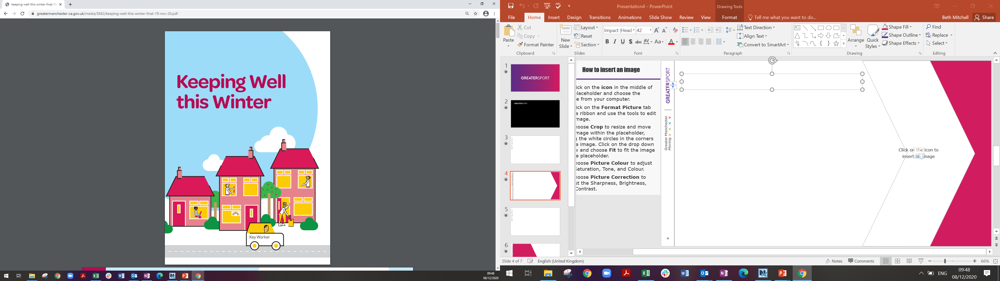 keeping-well-this-winter-final-19
greatermanchester-ca.gov.uk/media/3842/keeping-well-this-winter-final-19-nov-20.pdf
Keeping Well
this Winter
Key Worker
09:48
08/12/2020
Presentation4 - PowerPoint
Drawing Tools
File
Home
Insert
Design
Transitions
Animations
Slide Show
Review
View
Format
Tell me what you want to do...
Beth Mitchell
Share
Paste
Cut
Copy
Format Painter
Clipboard
New
Slide
Layout
Reset
Section
Slides
Impact (Head
42
B I U S abc AV Aa A
Font
Text Direction
Align Text
Convert to SmartArt
Paragraph
Arrange
Quick
Styles
Shape Fill
Shape Outline
Shape Effects
Drawing
Find
Replace
Select
Editing
1
GREATERSPORT
2
GREATERSPORT
3
4
5
6
How to insert an image
ick on the icon in the middle of
laceholder and choose the
e from your computer.
ick on the Format Picture tab
e ribbon and use the tools to edit
mage.
hoose Crop to resize and move
mage within the placeholder,
g the white circles in the corners
e image. Click on the drop down
w and choose Fit to fit the image
e placeholder.
hoose Picture Colour to adjust
Saturation, Tone, and Colour.
hoose Picture Correction to
st the Sharpness, Brightness,
Contrast.
GREATERSPORT
Greater Manchester
Moving
4
Click on the icon to
insert an image
Slide 4 of 7
English (United Kingdom)
Notes
Comments
66%
ENG
09:48
08/12/2020